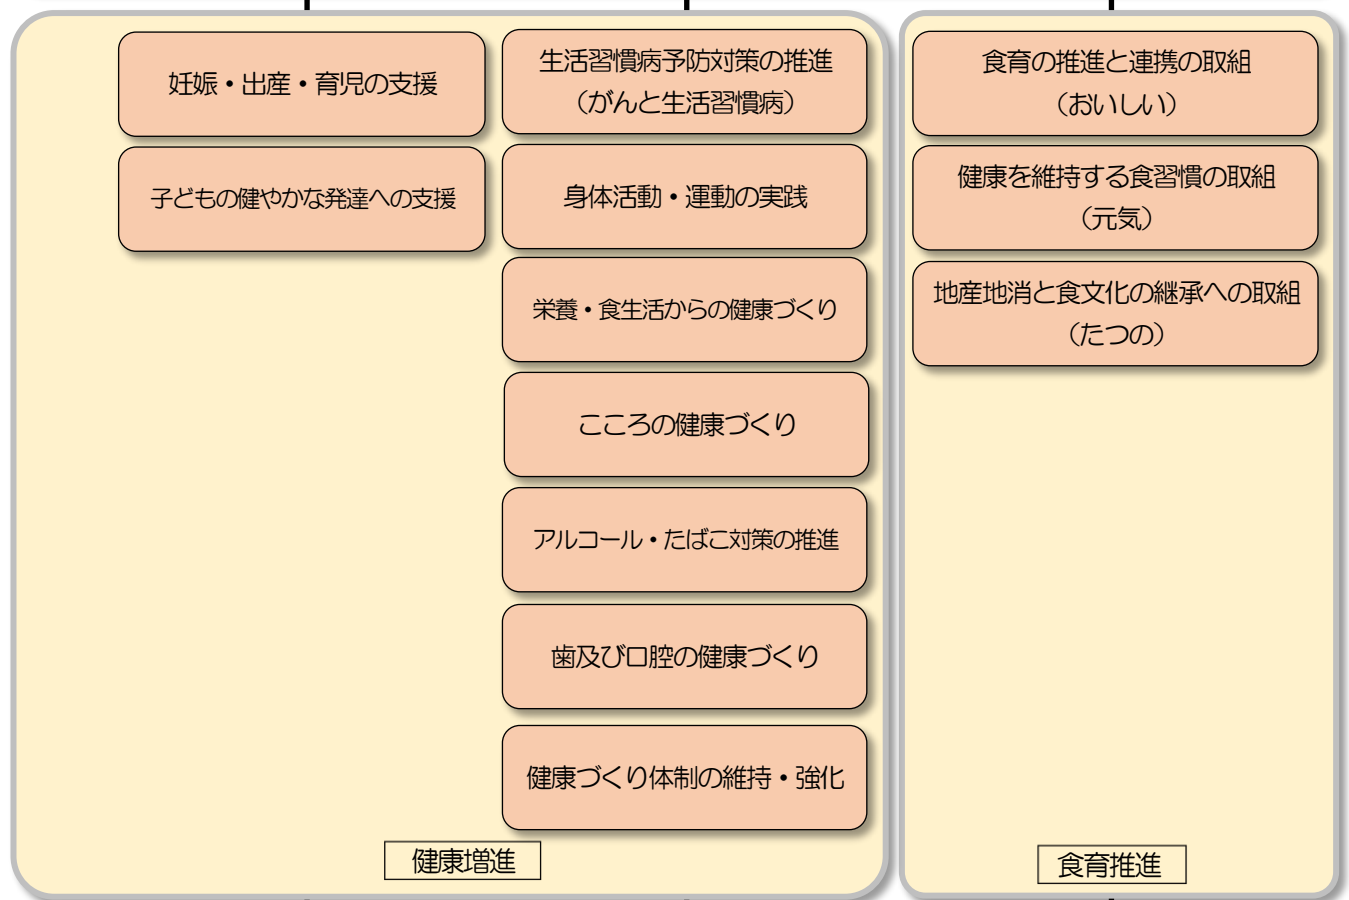 妊娠・出産・育児の支援
子どもの健やかな発達への支援
生活習慣病予防対策の推進
（がんと生活習慣病）
身体活動・運動の実践
栄養・食生活からの健康づくり
こころの健康づくり
アルコール・たばこ対策の推進
歯及び口腔の健康づくり
健康づくり体制の維持・強化
健康増進
食育の推進と連携の取組
（おいしい）
健康を維持する食習慣の取組
（元気）
地産地消と食文化の継承への取組
（たつの）
食育推進